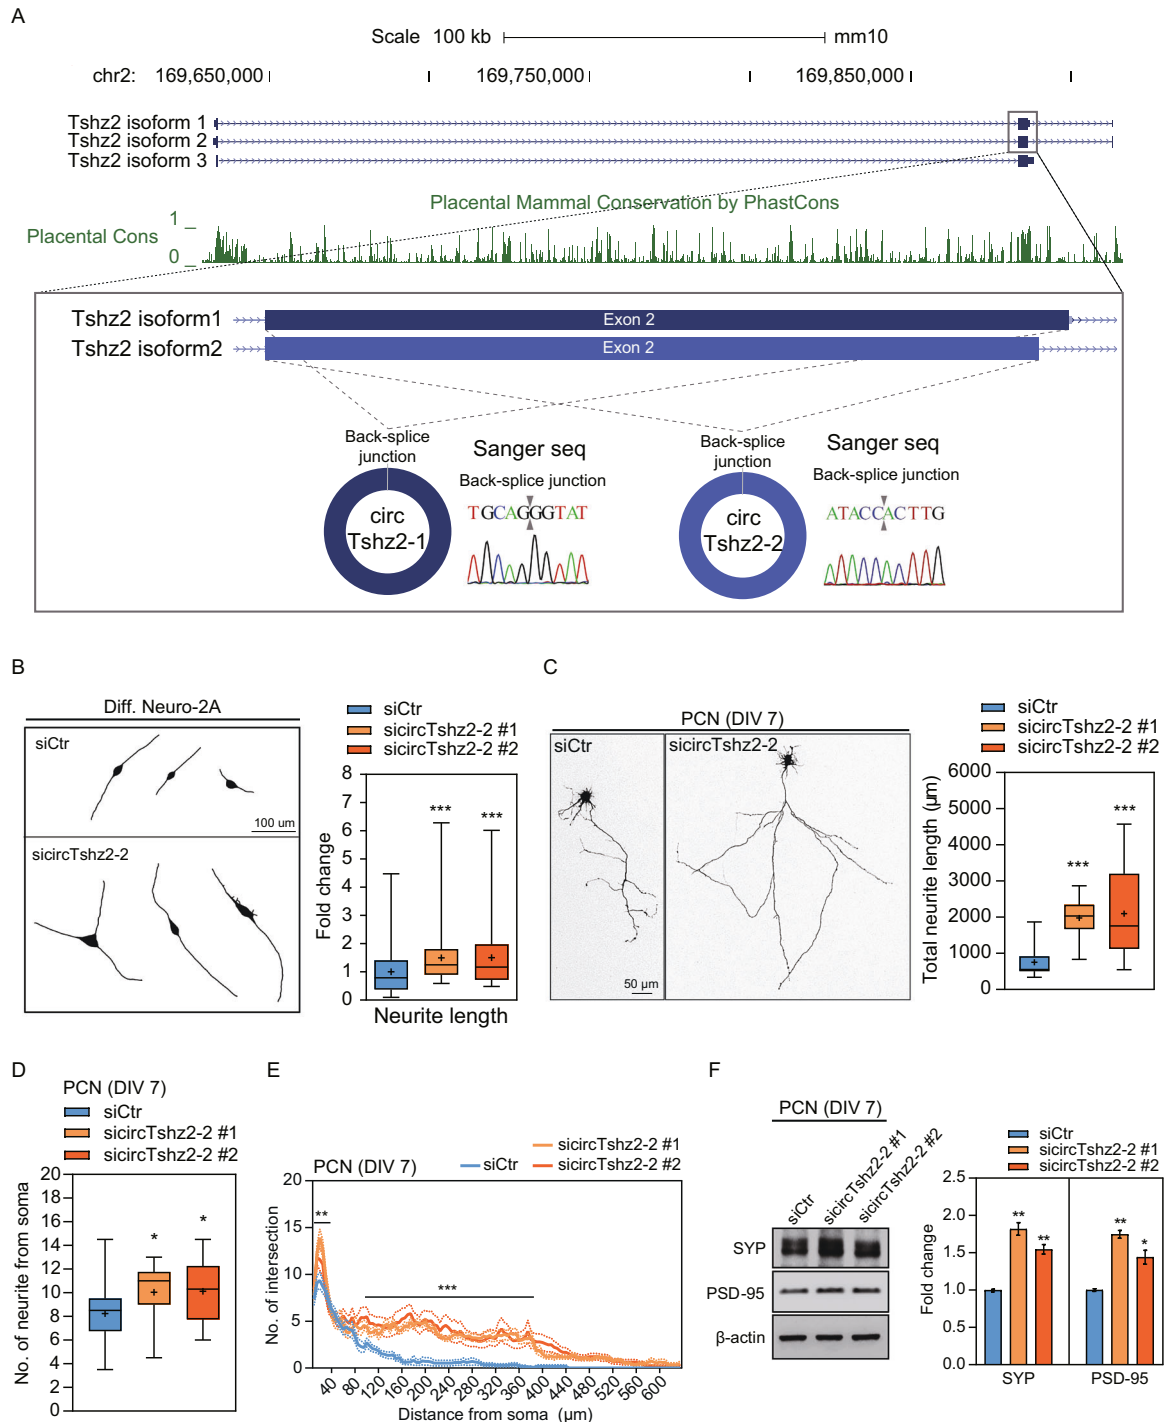 A
Scale 100 kb mm10
chr2: 169,650,000 169,750,000 169,850,000
Tshz2 isoform 1
Tshz2 isoform 2
Tshz2 isoform 3
Placental Mammal Conservation by PhastCons
1
Placental Cons
0
Tshz2 isoform1
Exon 2
Tshz2 isoform2
Exon 2
Back-splice
junction
circ
Tshz2-1
Sanger seq
Back-splice junction
TGCAGGGTAT
Back-splice
junction
circ
Tshz2-2
Sanger seq
Back-splice junction
ATACCACTTG
B
Diff. Neuro-2A
siCtr
100 um
sicircTshz2-2
siCtr
sicircTshz2-2 #1
sicircTshz2-2 #2
Fold change
8
7
6
5
4
3
2
1
0
***
***
Neurite length
C
PCN (DIV 7)
siCtr
sicircTshz2-2
50 µm
siCtr
sicircTshz2-2 #1
sicircTshz2-2 #2
Total neurite length (µm)
6000
5000
4000
3000
2000
1000
0
***
***
D
PCN (DIV 7)
siCtr
sicircTshz2-2 #1
sicircTshz2-2 #2
No. of neurite from soma
20
18
16
14
12
10
8
6
4
2
0
*
*
E
PCN (DIV 7)
siCtr
sicircTshz2-2 #1
sicircTshz2-2 #2
No. of intersection
20
15
10
5
0
**
***
40 80 120 160 200 240 280 320 360 400 440 480 520 560 600
Distance from soma (µm)
F
PCN (DIV 7)
siCtr
sicircTshz2-2 #1
sicircTshz2-2 #2
SYP
PSD-95
β-actin
siCtr
sicircTshz2-2 #1
sicircTshz2-2 #2
Fold change
2.5
2.0
1.5
1.0
0.5
0.0
**
**
**
*
SYP
PSD-95